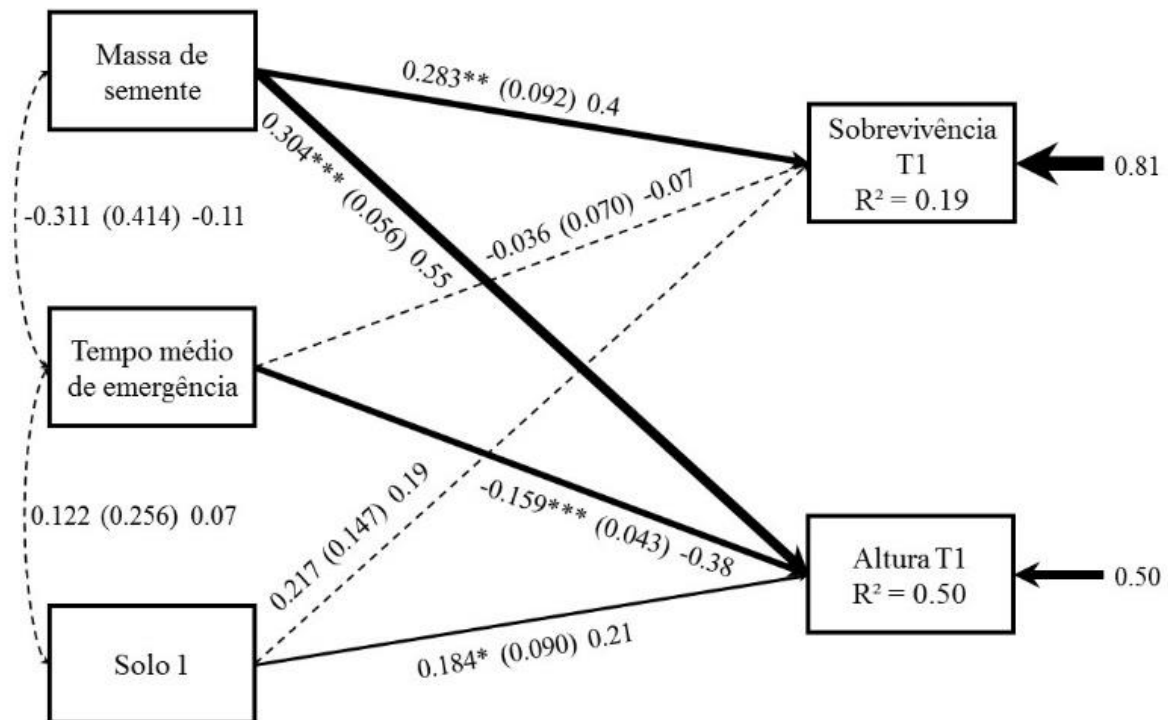 Massa de
semente
0.283** (0.092) 0.4
Sobrevivência
T1
R² = 0.19
0.81
0.304*** (0.056) 0.55
-0.036 (0.070) -0.07
-0.311 (0.414) -0.11
Tempo médio
de emergência
0.217 (0.147) 0.19
-0.159*** (0.043) -0.38
0.122 (0.256) 0.07
Altura T1
R² = 0.50
0.50
0.184* (0.090) 0.21
Solo 1